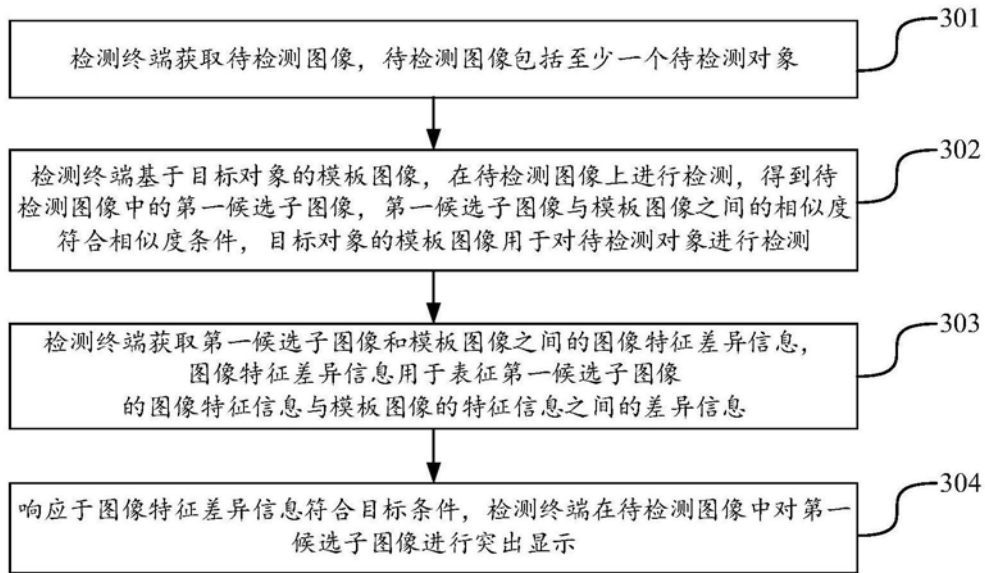 检测终端获取待检测图像，待检测图像包括至少一个待检测对象
301
检测终端基于目标对象的模板图像，在待检测图像上进行检测，得到待
检测图像中的第一候选子图像，第一候选子图像与模板图像之间的相似度
符合相似度条件，目标对象的模板图像用于对待检测对象进行检测
302
检测终端获取第一候选子图像和模板图像之间的图像特征差异信息，
图像特征差异信息用于表征第一候选子图像
的图像特征信息与模板图像的特征信息之间的差异信息
303
响应于图像特征差异信息符合目标条件，检测终端在待检测图像中对第一
候选子图像进行突出显示
304